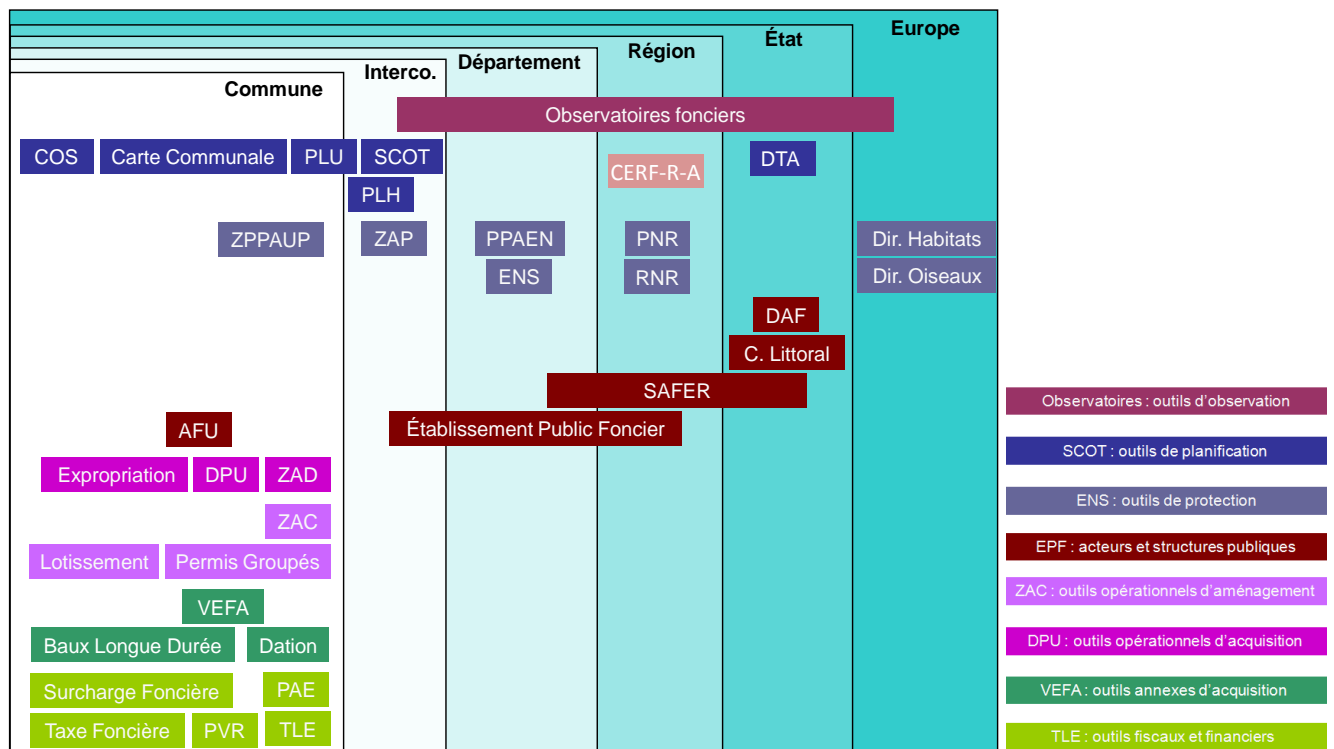 Europe
État
Région
Département
Interco.
Commune
Observatoires fonciers
COS
Carte Communale
PLU
SCOT
DTA
CERF-R-A
PLH
ZPPAUP
ZAP
PPAEN
PNR
Dir. Habitats
ENS
RNR
Dir. Oiseaux
DAF
C. Littoral
SAFER
AFU
Établissement Public Foncier
Expropriation
DPU
ZAD
ZAC
Lotissement
Permis Groupés
VEFA
Baux Longue Durée
Dation
Surcharge Foncière
PAE
Taxe Foncière
PVR
TLE
Observatoires : outils d'observation
SCOT : outils de planification
ENS : outils de protection
EPF : acteurs et structures publiques
ZAC : outils opérationnels d'aménagement
DPU : outils opérationnels d'acquisition
VEFA : outils annexes d'acquisition
TLE : outils fiscaux et financiers